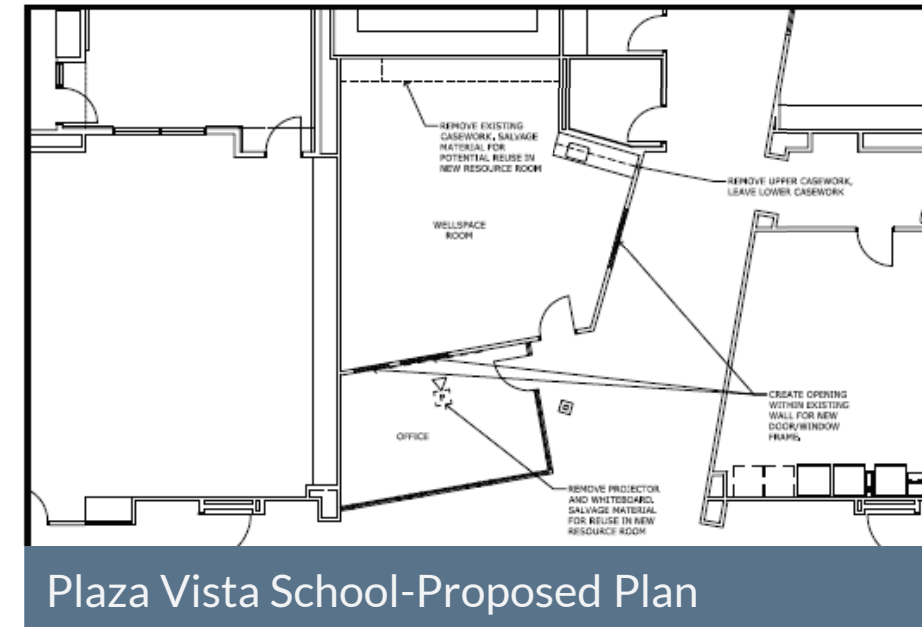 REMOVE EXISTING
CASEWORK, SALVAGE
MATERIAL FOR
POTENTIAL REUSE IN
NEW RESOURCE ROOM
REMOVE UPPER CASEWORK,
LEAVE LOWER CASEWORK
WELLSPACE
ROOM
CREATE OPENING
WITHIN EXISTING
WALL FOR NEW
DOOR/WINDOW
FRAME.
P
OFFICE
REMOVE PROJECTOR
AND WHITEBOARD.
SALVAGE MATERIAL
FOR REUSE IN NEW
RESOURCE ROOM
Plaza Vista School-Proposed Plan